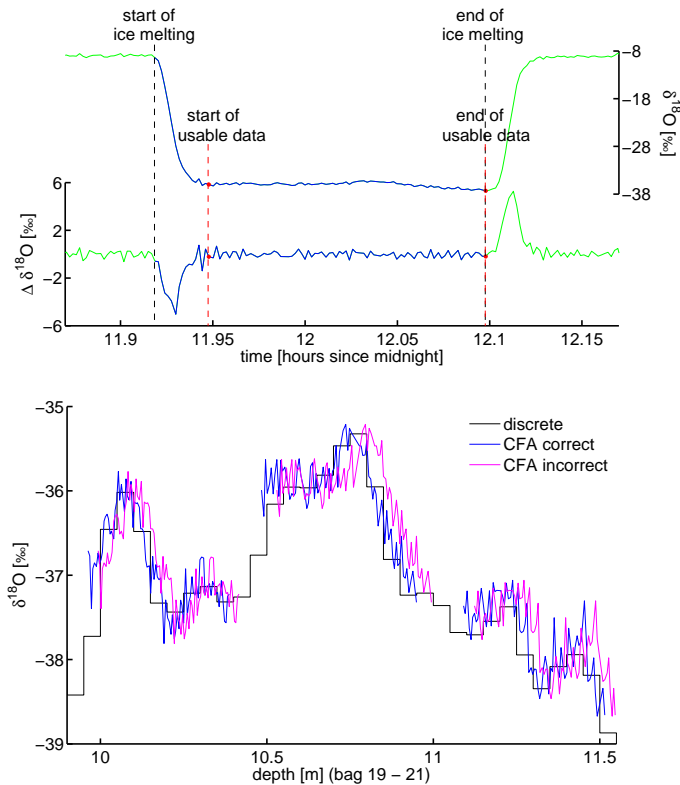 start of
ice melting
end of
ice melting
start of
usable data
end of
usable data
−8
−18
−28
−38
δ¹⁸O [‰]
6
2
−2
−6
Δ δ¹⁸O [‰]
11.9
11.95
12
12.05
12.1
12.15
time [hours since midnight]
−35
−36
−37
−38
−39
δ¹⁸O [‰]
discrete
CFA correct
CFA incorrect
10
10.5
11
11.5
depth [m] (bag 19 − 21)